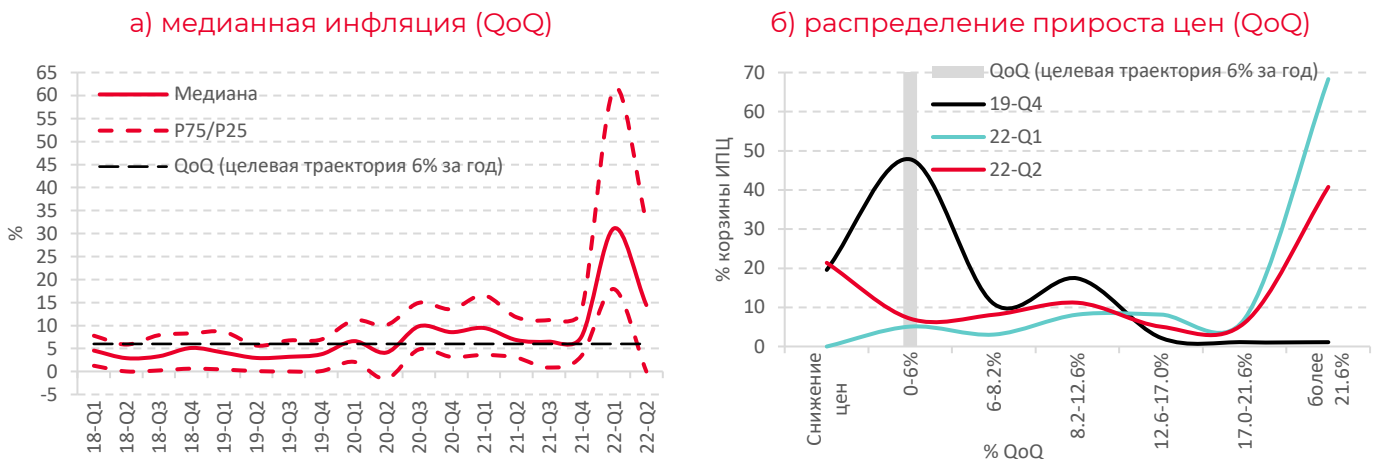 а) медианная инфляция (QoQ)
65
60
55
50
45
40
35
30
25
20
15
10
5
0
-5
%
Медиана
P75/P25
QoQ (целевая траектория 6% за год)
18-Q1
18-Q2
18-Q3
18-Q4
19-Q1
19-Q2
19-Q3
19-Q4
20-Q1
20-Q2
20-Q3
20-Q4
21-Q1
21-Q2
21-Q3
21-Q4
22-Q1
22-Q2
б) распределение прироста цен (QoQ)
70
60
50
40
30
20
10
0
% корзины ИПЦ
QoQ (целевая траектория 6% за год)
19-Q4
22-Q1
22-Q2
Снижение
цен
0-6%
6-8.2%
8.2-12.6%
12.6-17.0%
17.0-21.6%
более
21.6%
% QoQ